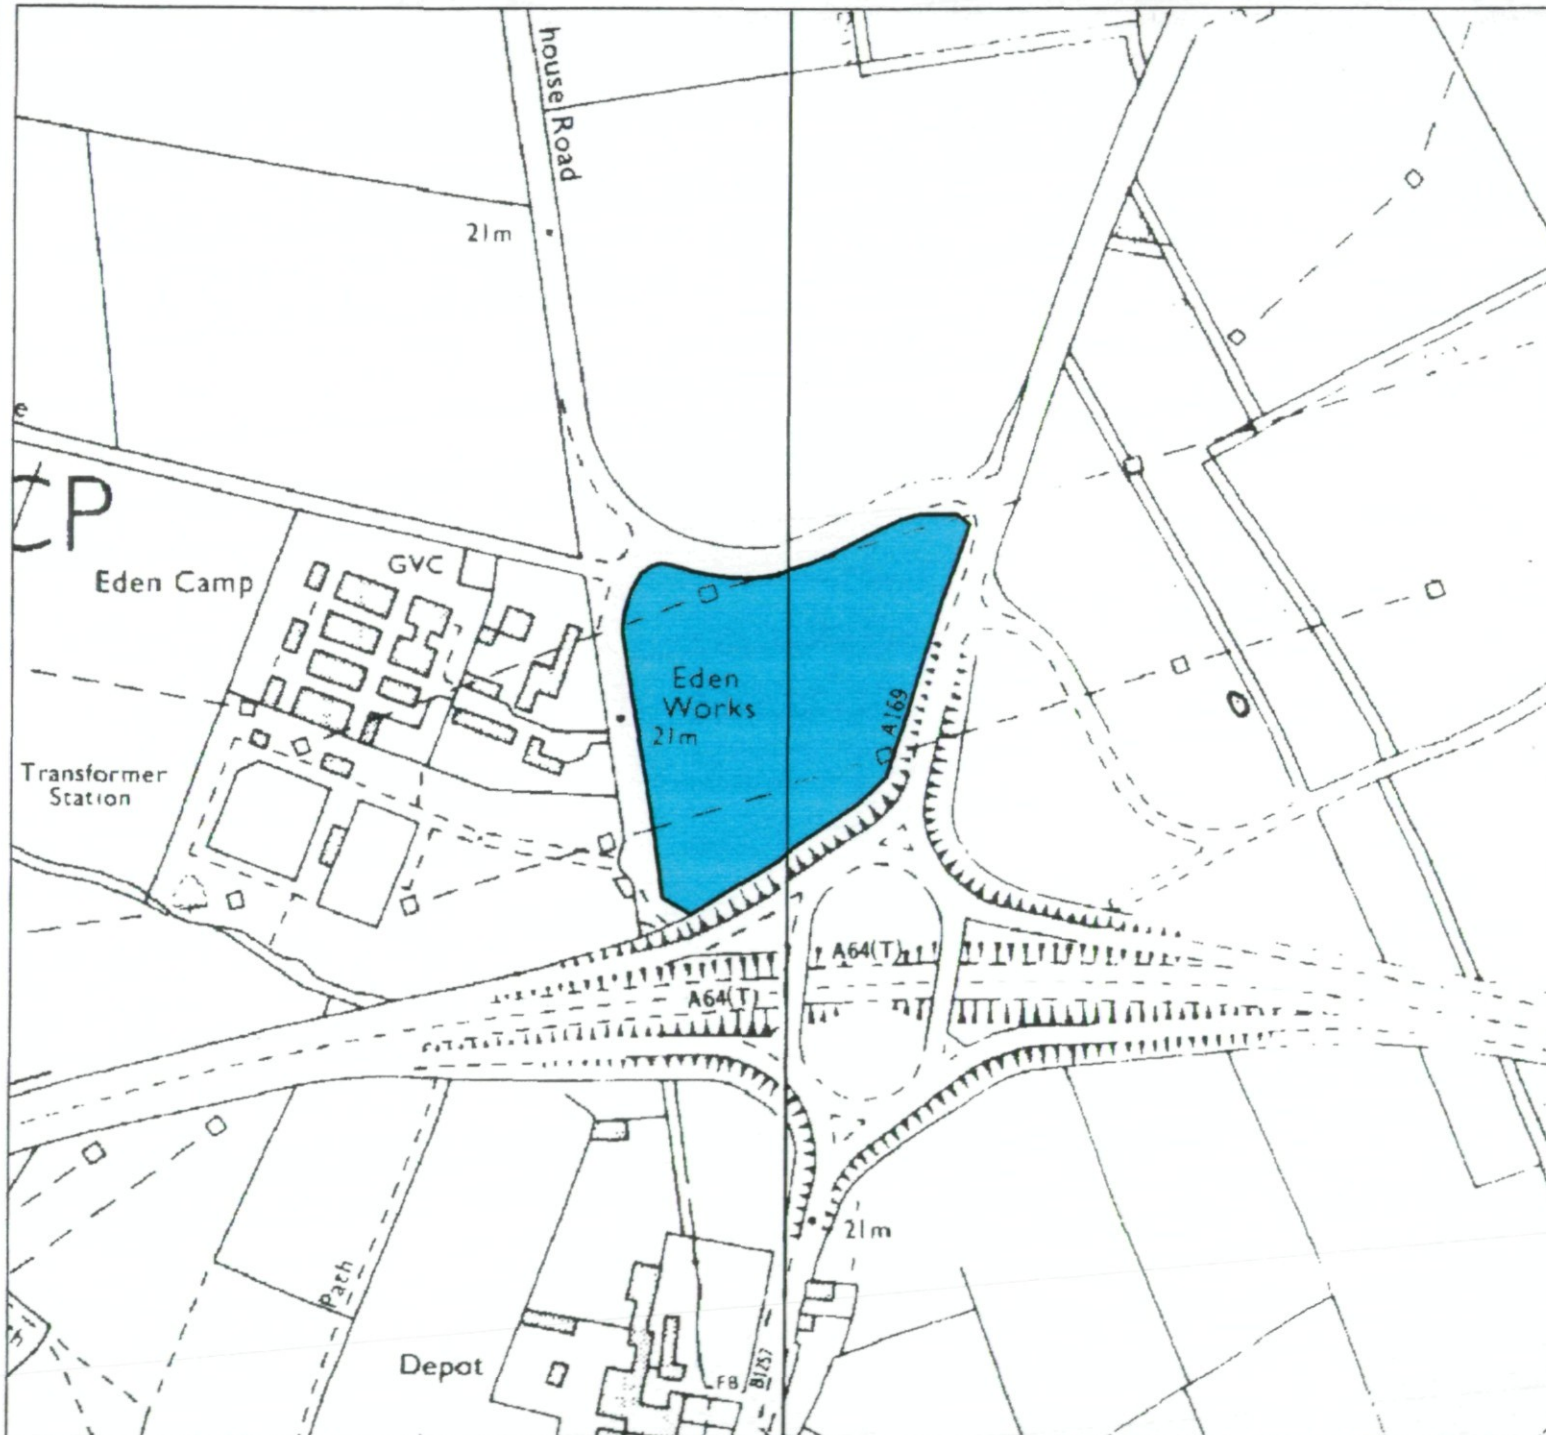 house Road
21m
e
CP
GVC
Eden Camp
Eden
Works
21m
A169
Transformer
Station
A64(T)
A64(T)
21m
Path
Depot
FB
B1257